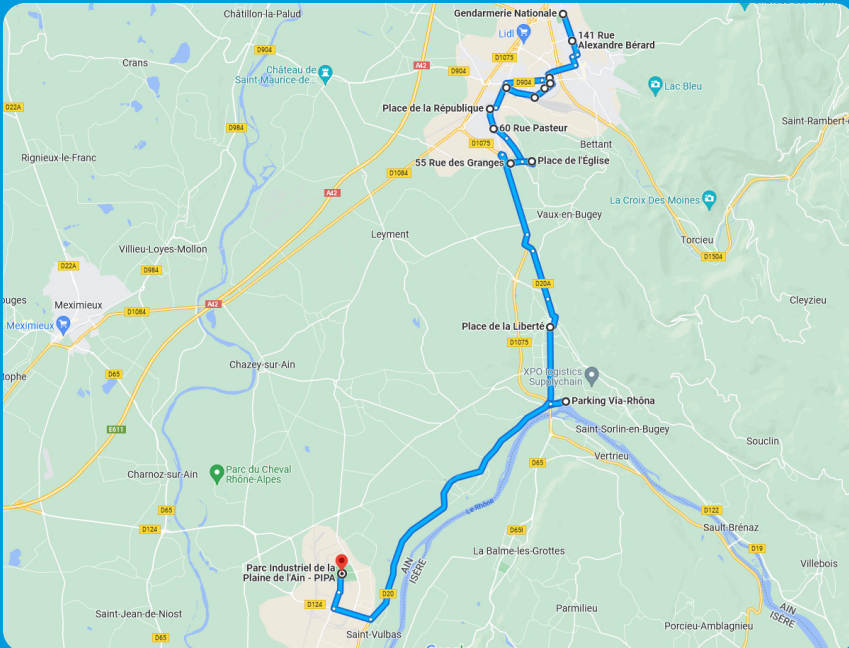 Châtillon-la-Palud
Gendarmerie Nationale
Lidl
141 Rue
Alexandre Bérard
D904
Crans
A42
D1075
D904
D904
Château de
Saint-Maurice-de...
Lac Bleu
D22A
Place de la République
Saint-Rambert-
D984
60 Rue Pasteur
D1075
Bettant
Rignieux-le-Franc
55 Rue des Granges
Place de l'Église
D1084
A42
La Croix Des Moines
Vaux-en-Bugey
Leyment
Torcieu
Villieu-Loyes-Mollon
D1504
D22A
D984
D20A
Meximieux
A42
Cleyzieu
D1084
Meximieux
Place de la Liberté
D1075
Chazey-sur-Ain
D65
XPO logistics
Supplychain
Parking Via-Rhôna
E611
Saint-Sorlin-en-Bugey
Souclin
Vertrieu
D65
Charnoz-sur-Ain
Parc du Cheval
Rhône-Alpes
Le Rhône
D65
D122
D124
D65I
Sault-Brénaz
D19
La Balme-les-Grottes
AIN
ISÈRE
Villebois
Parc Industriel de la
Plaine de l'Ain - PIPA
D20
D124
Saint-Jean-de-Niost
Parmilieu
AIN
ISÈRE
D65
Saint-Vulbas
Porcieu-Amblagnieu